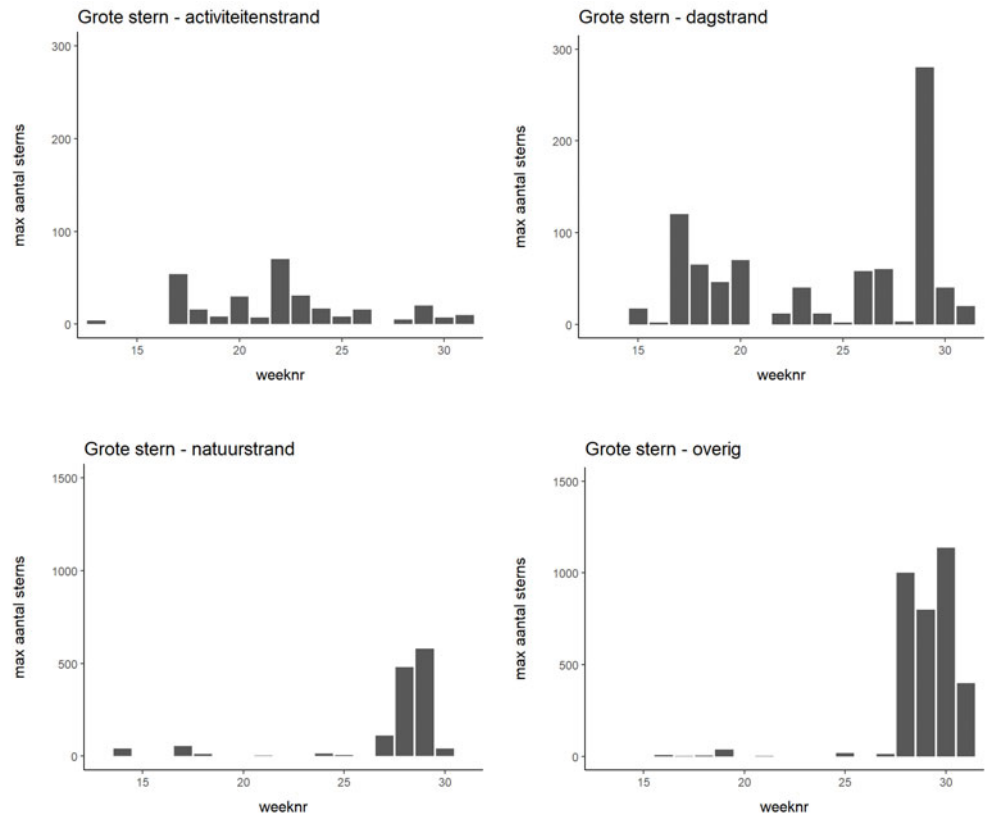 Grote stern - activiteitenstrand
300
200
100
0
max aantal sterns
15 20 25 30
weeknr
Grote stern - dagstrand
300
200
100
0
max aantal sterns
15 20 25 30
weeknr
Grote stern - natuurstrand
1500
1000
500
0
max aantal sterns
15 20 25 30
weeknr
Grote stern - overig
1500
1000
500
0
max aantal sterns
15 20 25 30
weeknr